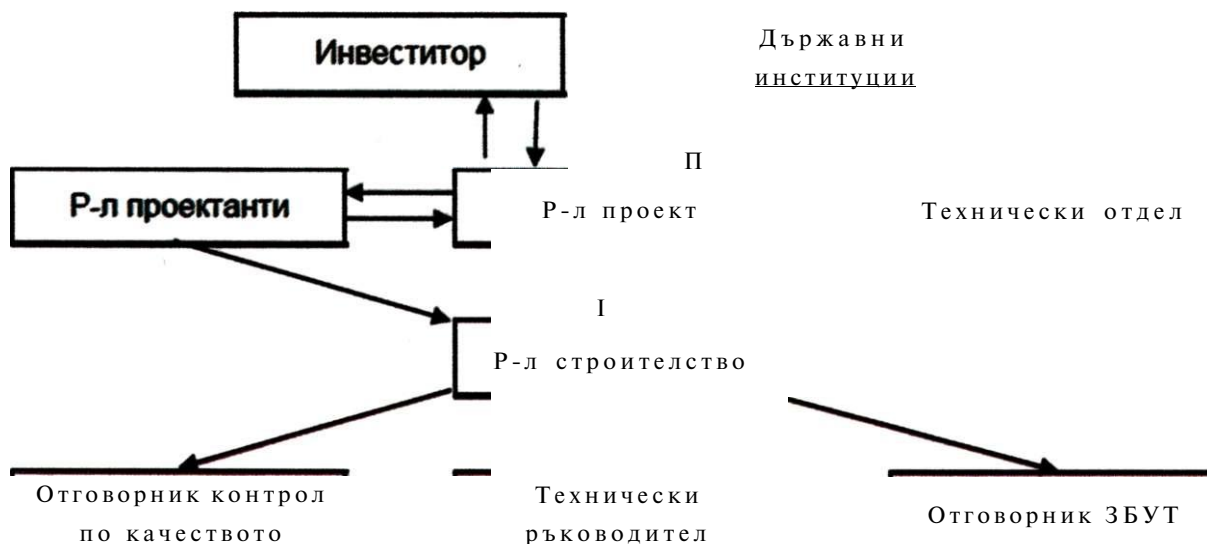 Инвеститор
Държавни
институции
П
Р-л проектанти
Р-л проект
Технически отдел
I
Р-л строителство
Отговорник контрол
по качеството
Технически
ръководител
Отговорник ЗБУТ